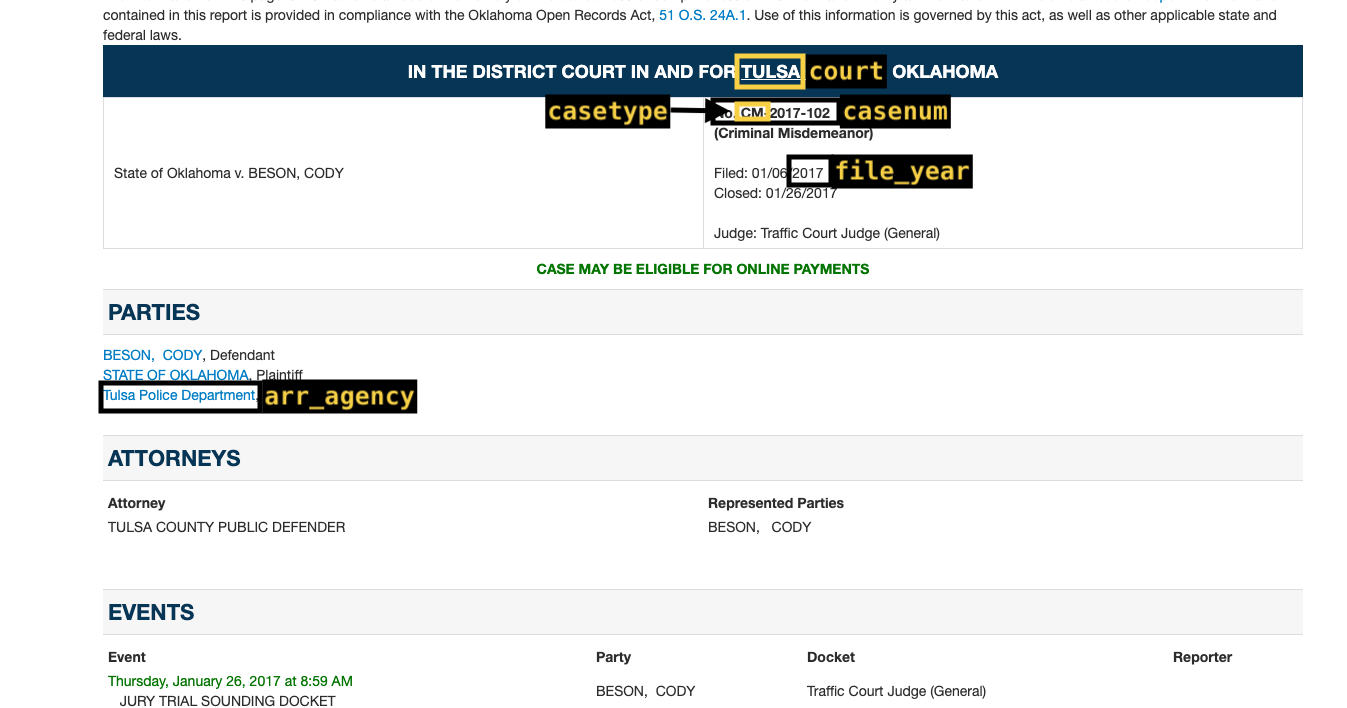 contained in this report is provided in compliance with the Oklahoma Open Records Act, 51 O.S. 24A.1. Use of this information is governed by this act, as well as other applicable state and
federal laws.
IN THE DISTRICT COURT IN AND FOR TULSA court OKLAHOMA
casetype No. CM-2017-102 casenum
(Criminal Misdemeanor)
State of Oklahoma v. BESON, CODY
Filed: 01/06 2017 file_year
Closed: 01/26/2017
Judge: Traffic Court Judge (General)
CASE MAY BE ELIGIBLE FOR ONLINE PAYMENTS
PARTIES
BESON, CODY, Defendant
STATE OF OKLAHOMA, Plaintiff
Tulsa Police Department, arr_agency
ATTORNEYS
Attorney Represented Parties
TULSA COUNTY PUBLIC DEFENDER BESON, CODY
EVENTS
Event Party Docket Reporter
Thursday, January 26, 2017 at 8:59 AM
BESON, CODY Traffic Court Judge (General)
JURY TRIAL SOUNDING DOCKET